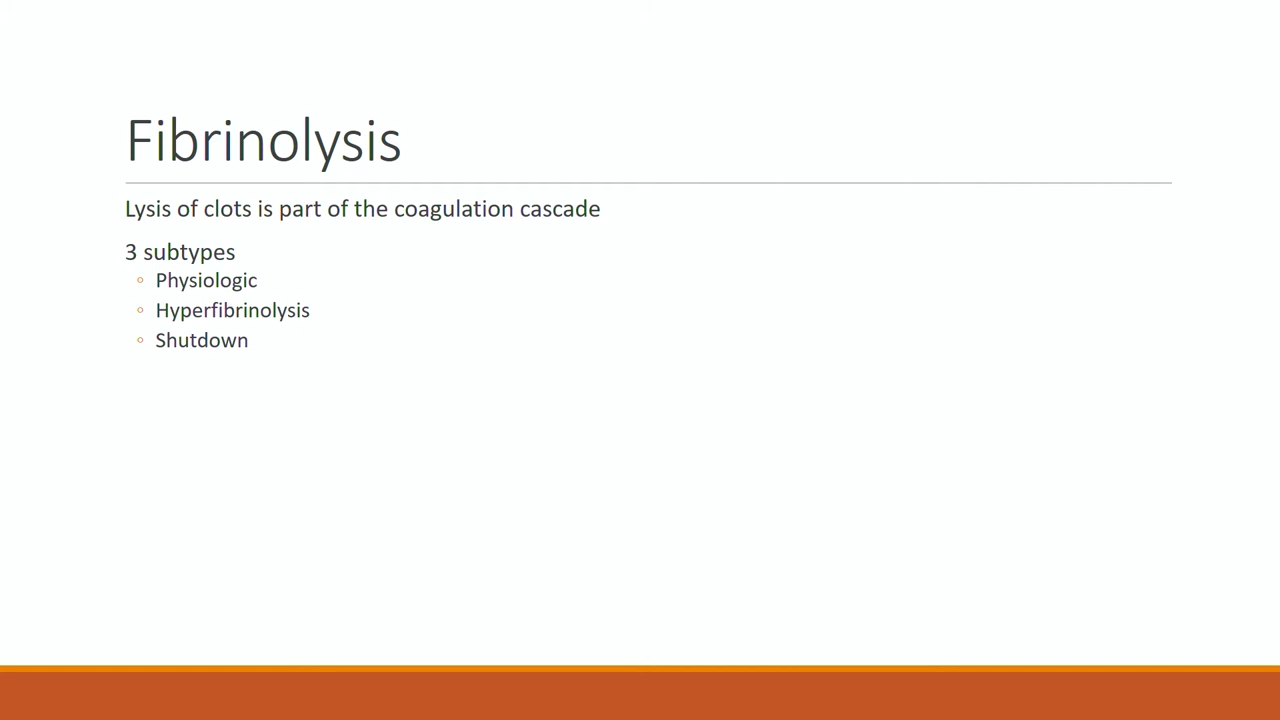 Fibrinolysis
Lysis of clots is part of the coagulation cascade
3 subtypes
◦ Physiologic
◦ Hyperfibrinolysis
◦ Shutdown